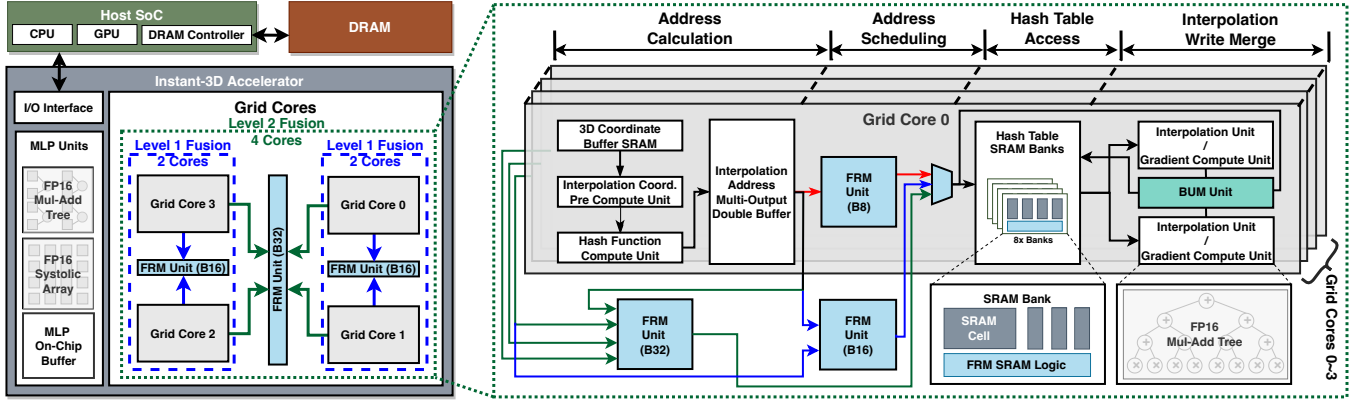 Host SoC
CPU
GPU
DRAM Controller
DRAM
Instant-3D Accelerator
I/O Interface
MLP Units
FP16
Mul-Add
Tree
FP16
Systolic
Array
MLP
On-Chip
Buffer
Grid Cores
Level 2 Fusion
4 Cores
Level 1 Fusion
2 Cores
Level 1 Fusion
2 Cores
Grid Core 3
Grid Core 0
FRM Unit (B16)
FRM Unit (B32)
FRM Unit (B16)
Grid Core 2
Grid Core 1
Address
Calculation
Address
Scheduling
Hash Table
Access
Interpolation
Write Merge
Grid Core 0
3D Coordinate
Buffer SRAM
Interpolation Coord.
Pre Compute Unit
Hash Function
Compute Unit
Interpolation
Address
Multi-Output
Double Buffer
FRM
Unit
(B8)
Hash Table
SRAM Banks
8x Banks
Interpolation Unit
/
Gradient Compute Unit
BUM Unit
Interpolation Unit
/
Gradient Compute Unit
FRM
Unit
(B32)
FRM
Unit
(B16)
SRAM Bank
SRAM
Cell
FRM SRAM Logic
FP16
Mul-Add Tree
Grid Cores 0~3